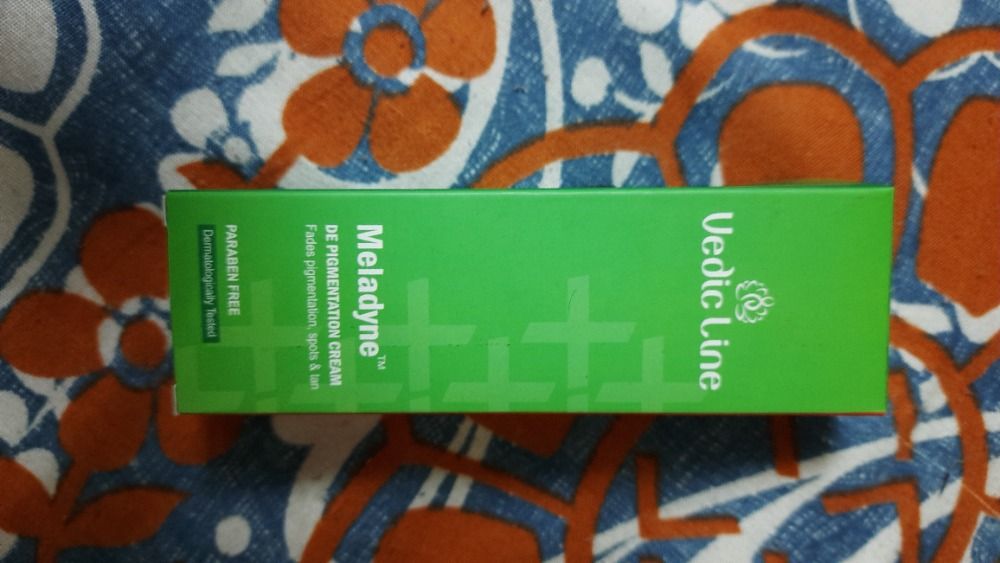 Vedic Line
Meladyne™
DE PIGMENTATION CREAM
Fades pigmentation, spots & tan
PARABEN FREE
Dermatologically Tested